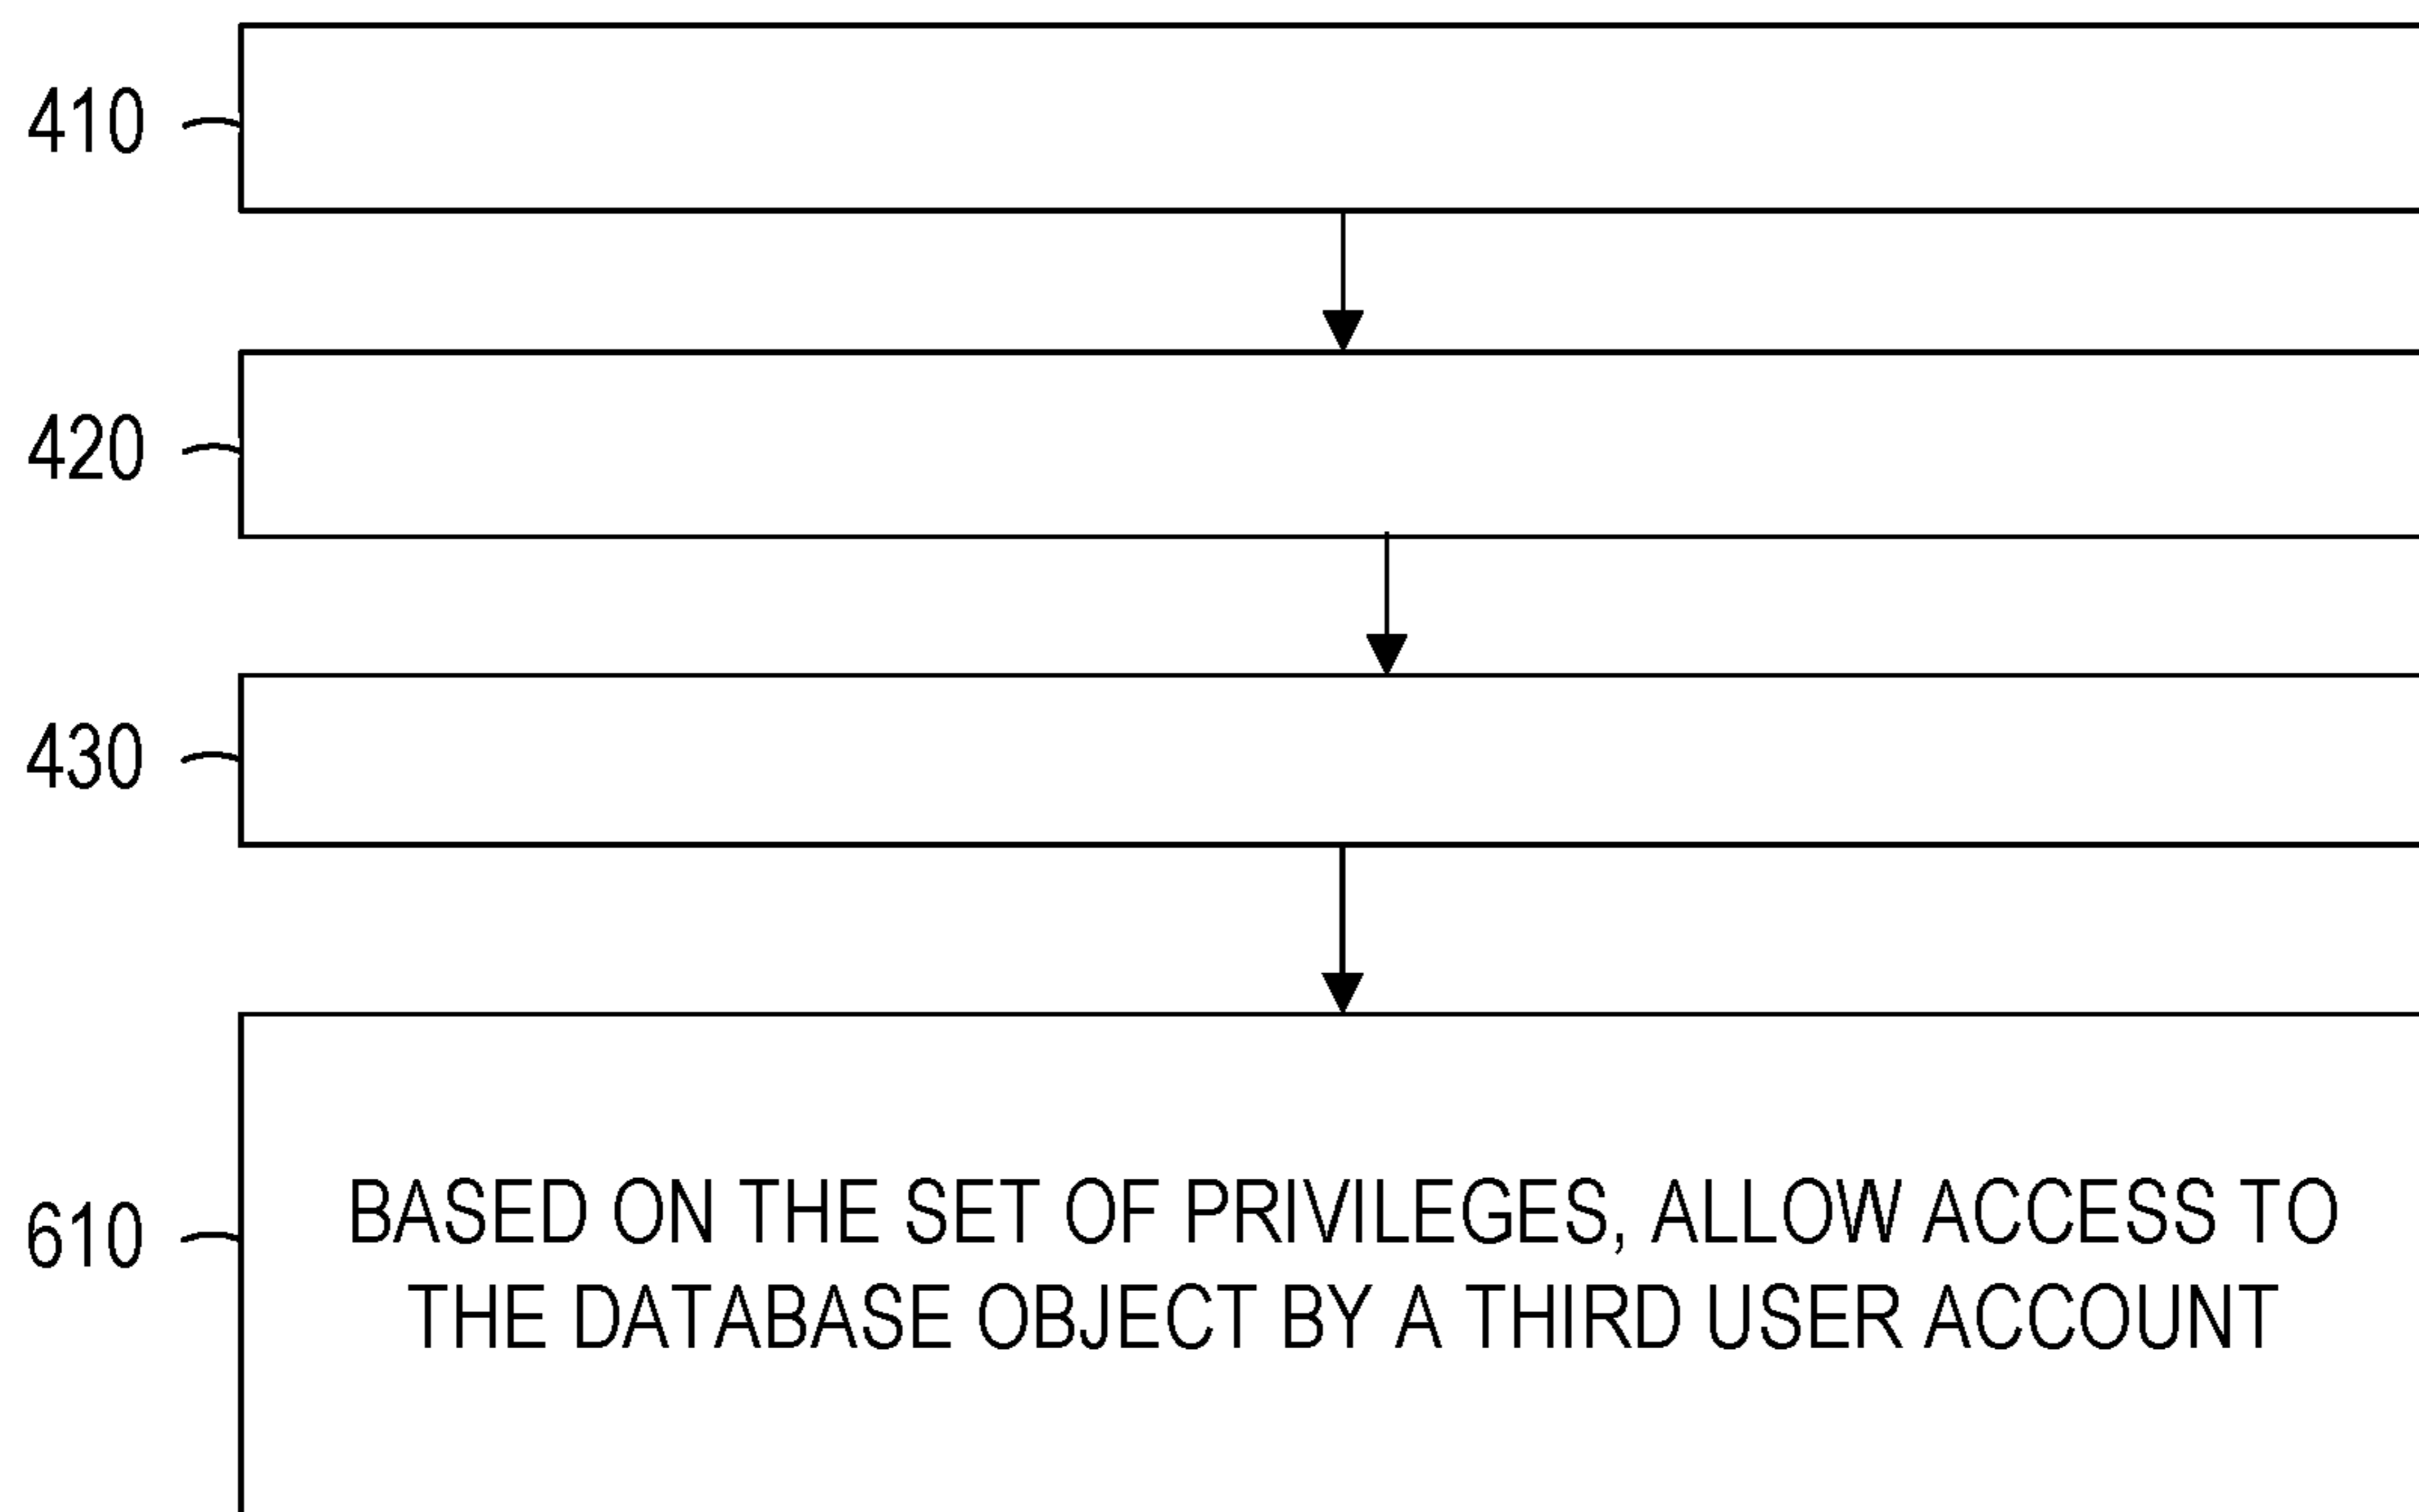 410
420
430
610
BASED ON THE SET OF PRIVILEGES, ALLOW ACCESS TO
THE DATABASE OBJECT BY A THIRD USER ACCOUNT